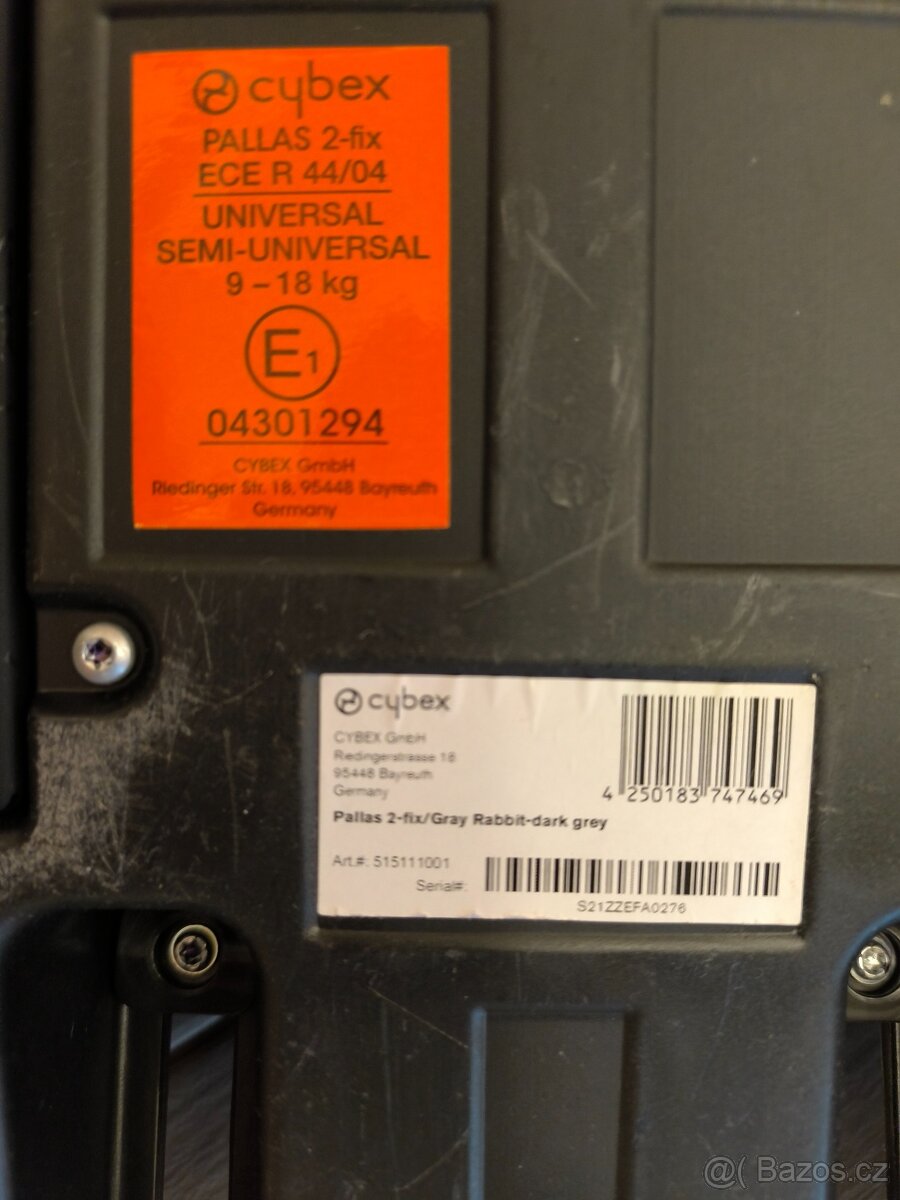 cybex
PALLAS 2-fix
ECE R 44/04
UNIVERSAL
SEMI-UNIVERSAL
9 – 18 kg
E1
04301294
CYBEX GmbH
Riedinger Str. 18, 95448 Bayreuth
Germany
cybex
CYBEX GmbH
Riedingerstrasse 18
95448 Bayreuth
Germany
4 250183 747469
Pallas 2-fix/Gray Rabbit-dark grey
Art.#: 515111001
Serial#:
S21ZZEFA0276
@( Bazos.cz